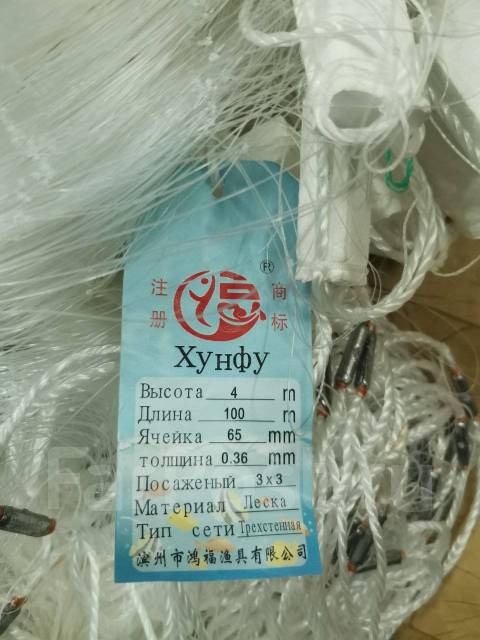 ®
注册 商标
Хунфу
Высота 4 m
Длина 100 m
Ячейка 65 mm
толщина 0.36 mm
Посаженый 3x3
Материал Леска
Тип сети Трехстенная
滨州市鸿福渔具有限公司